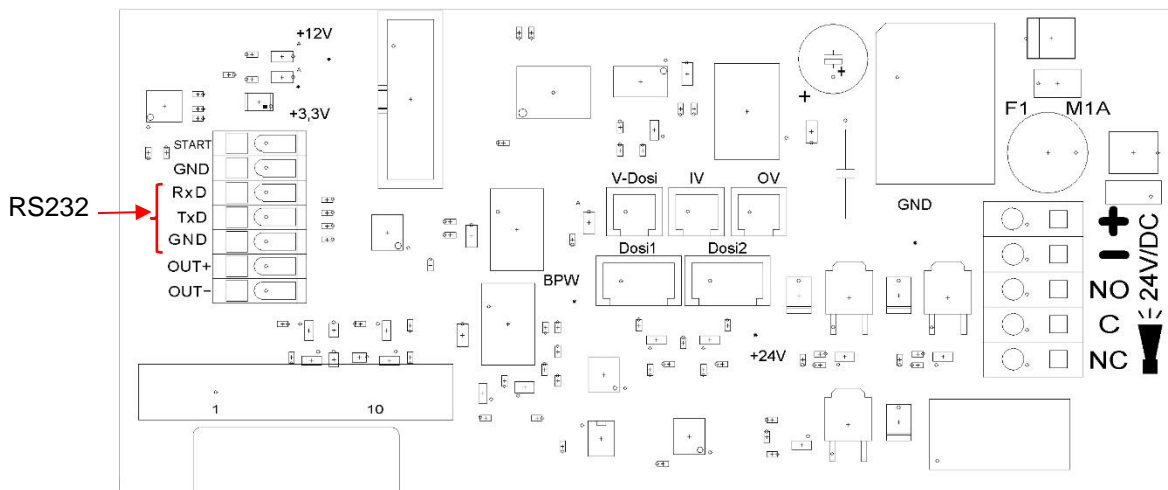 +12V
+3,3V
START
GND
RxD
TxD
GND
OUT+
OUT-
RS232
V-Dosi IV OV
Dosi1 Dosi2
BPW
+24V
GND
F1 M1A
+
-
NO
C
NC
24V/DC
1 10